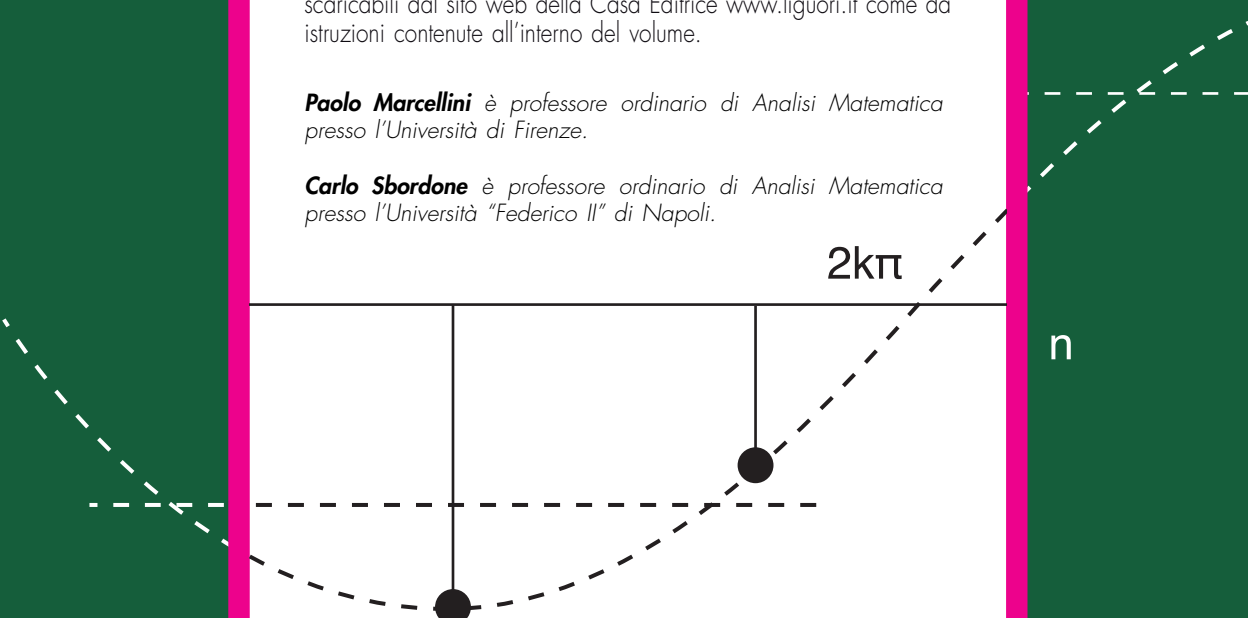 scaricabili dal sito web della Casa Editrice www.liguori.it come da
istruzioni contenute all'interno del volume.
Paolo Marcellini è professore ordinario di Analisi Matematica
presso l'Università di Firenze.
Carlo Sbordone è professore ordinario di Analisi Matematica
presso l'Università "Federico II" di Napoli.
2kπ
n